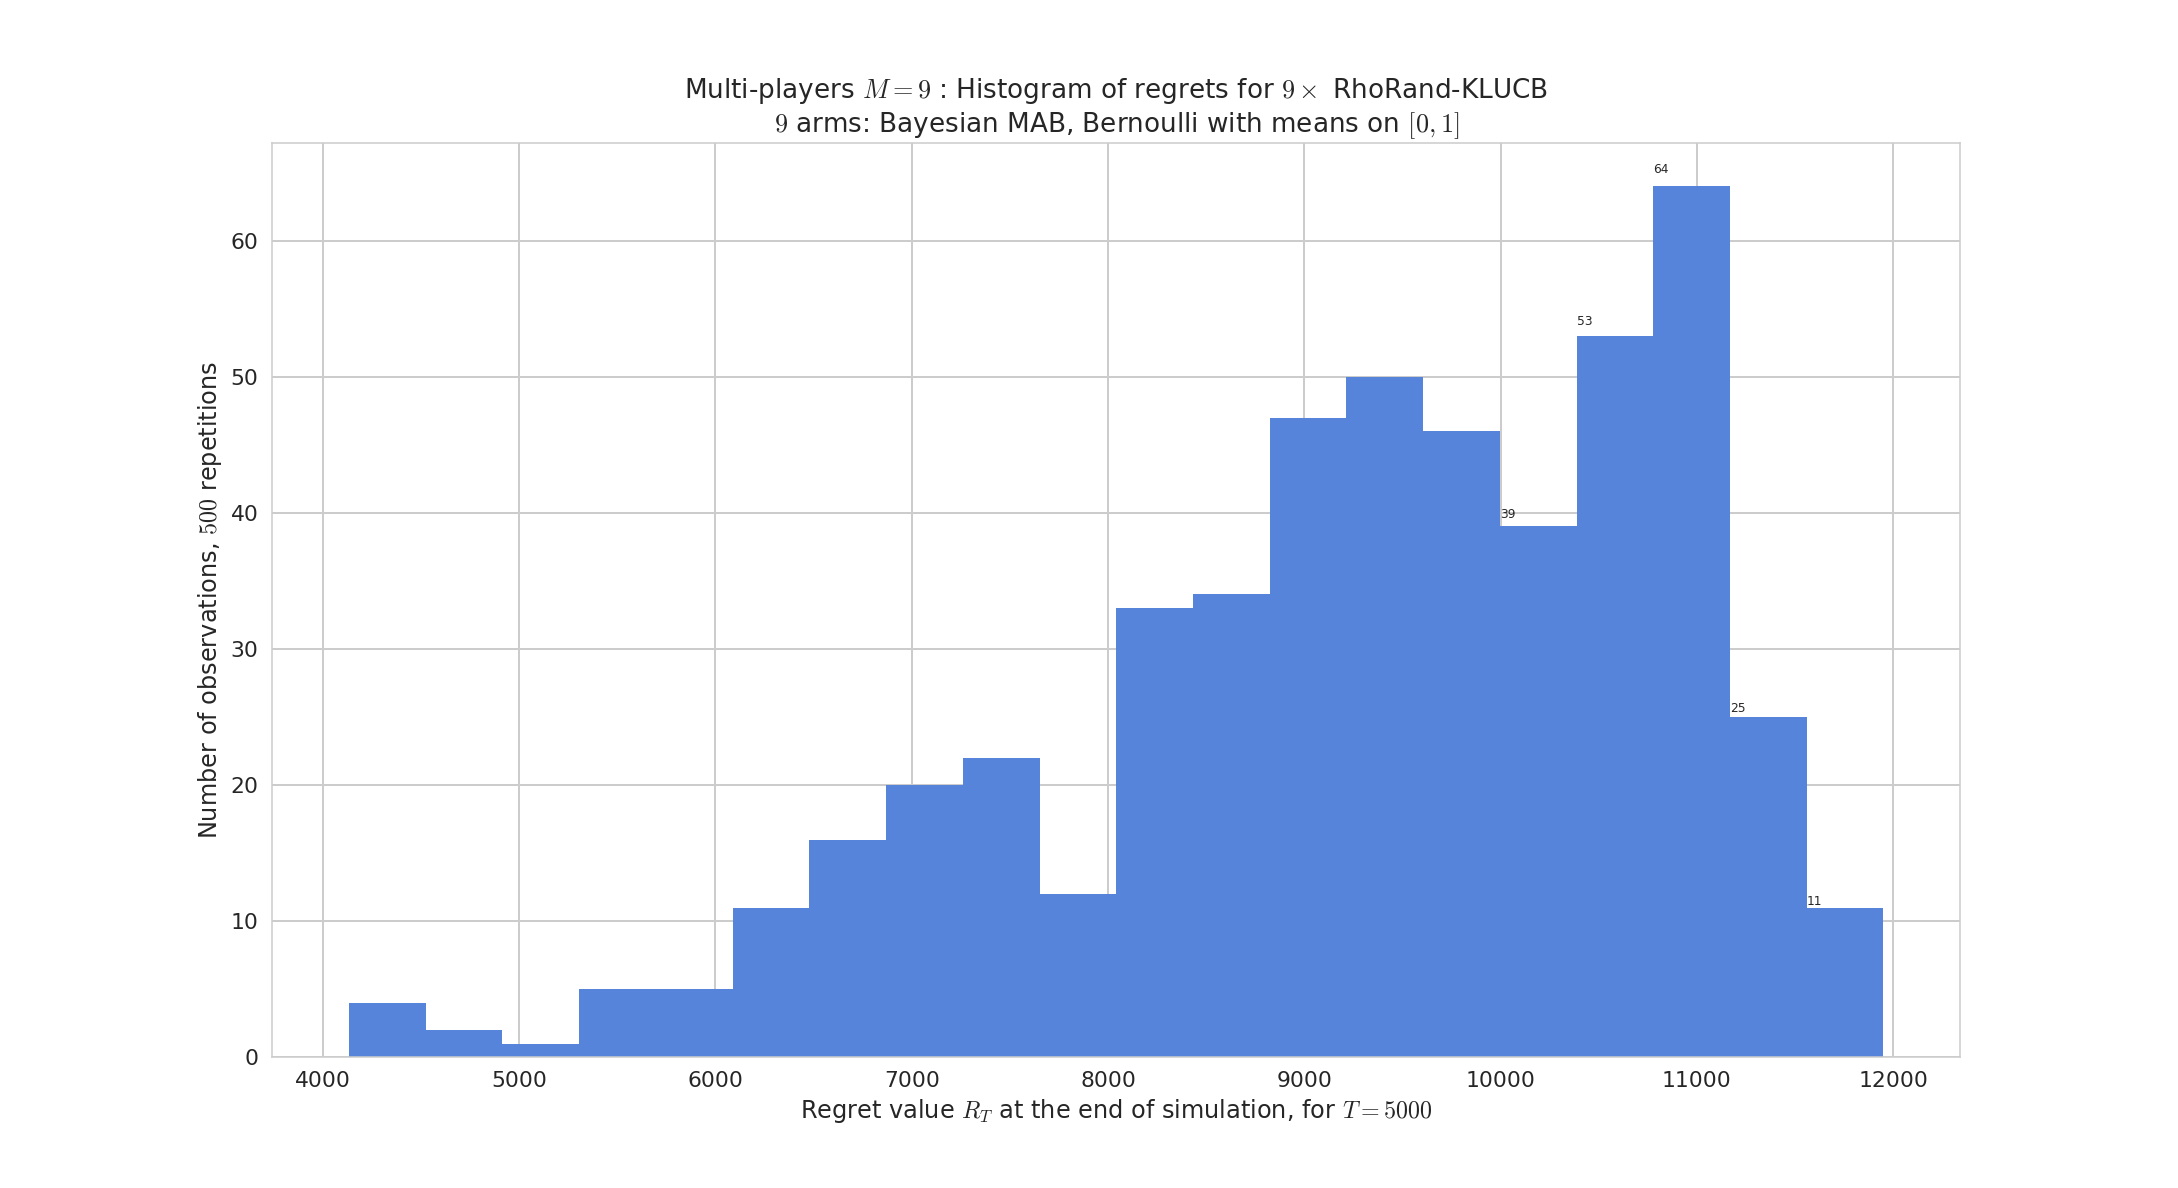 Multi-players M = 9 : Histogram of regrets for 9× RhoRand-KLUCB
9 arms: Bayesian MAB, Bernoulli with means on [0, 1]
64
53
39
25
11
Number of observations, 500 repetitions
60
50
40
30
20
10
0
4000 5000 6000 7000 8000 9000 10000 11000 12000
Regret value R_T at the end of simulation, for T = 5000